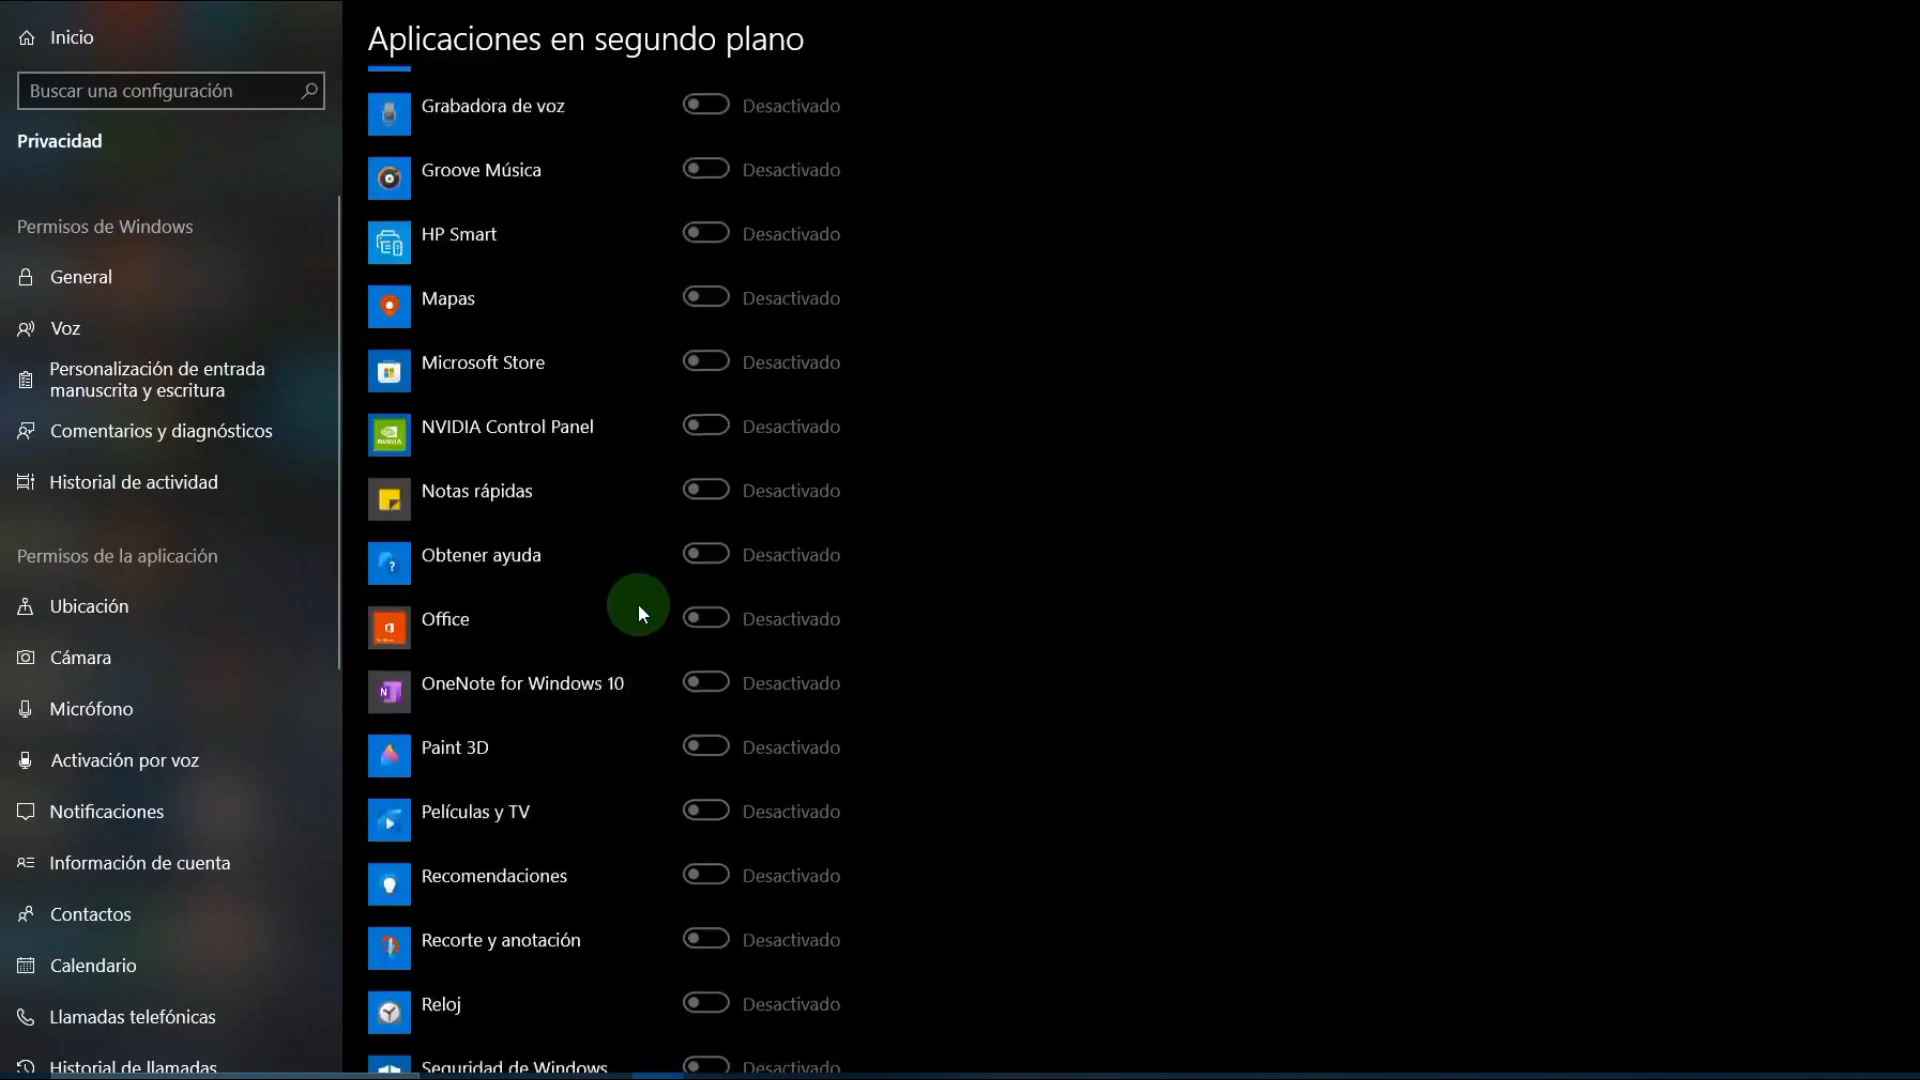 Inicio
Buscar una configuración
Privacidad
Permisos de Windows
General
Voz
Personalización de entrada
manuscrita y escritura
Comentarios y diagnósticos
Historial de actividad
Permisos de la aplicación
Ubicación
Cámara
Micrófono
Activación por voz
Notificaciones
Información de cuenta
Contactos
Calendario
Llamadas telefónicas
Historial de llamadas
Aplicaciones en segundo plano
Grabadora de voz Desactivado
Groove Música Desactivado
HP Smart Desactivado
Mapas Desactivado
Microsoft Store Desactivado
NVIDIA Control Panel Desactivado
Notas rápidas Desactivado
Obtener ayuda Desactivado
Office Desactivado
OneNote for Windows 10 Desactivado
Paint 3D Desactivado
Películas y TV Desactivado
Recomendaciones Desactivado
Recorte y anotación Desactivado
Reloj Desactivado
Seguridad de Windows Desactivado